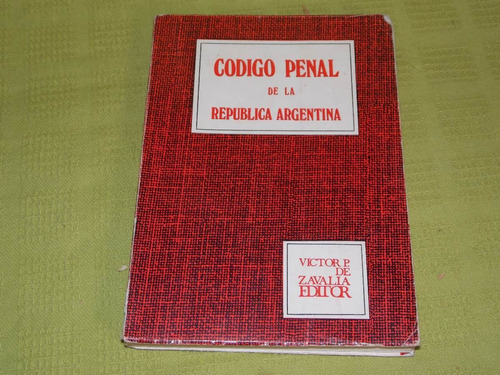 CODIGO PENAL
DE LA
REPUBLICA ARGENTINA
VICTOR P.
DE
ZAVALIA
EDITOR